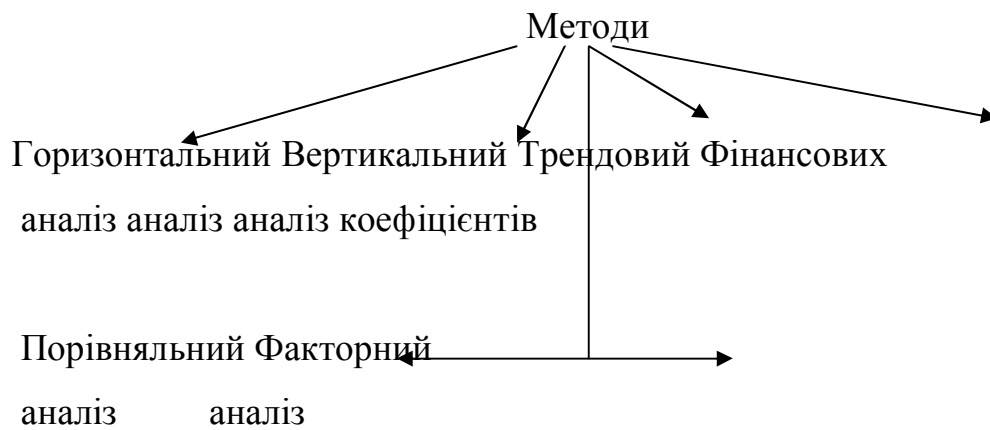 Методи
Горизонтальний Вертикальний Трендовий Фінансових
аналіз аналіз аналіз коефіцієнтів
Порівняльний Факторний
аналіз аналіз